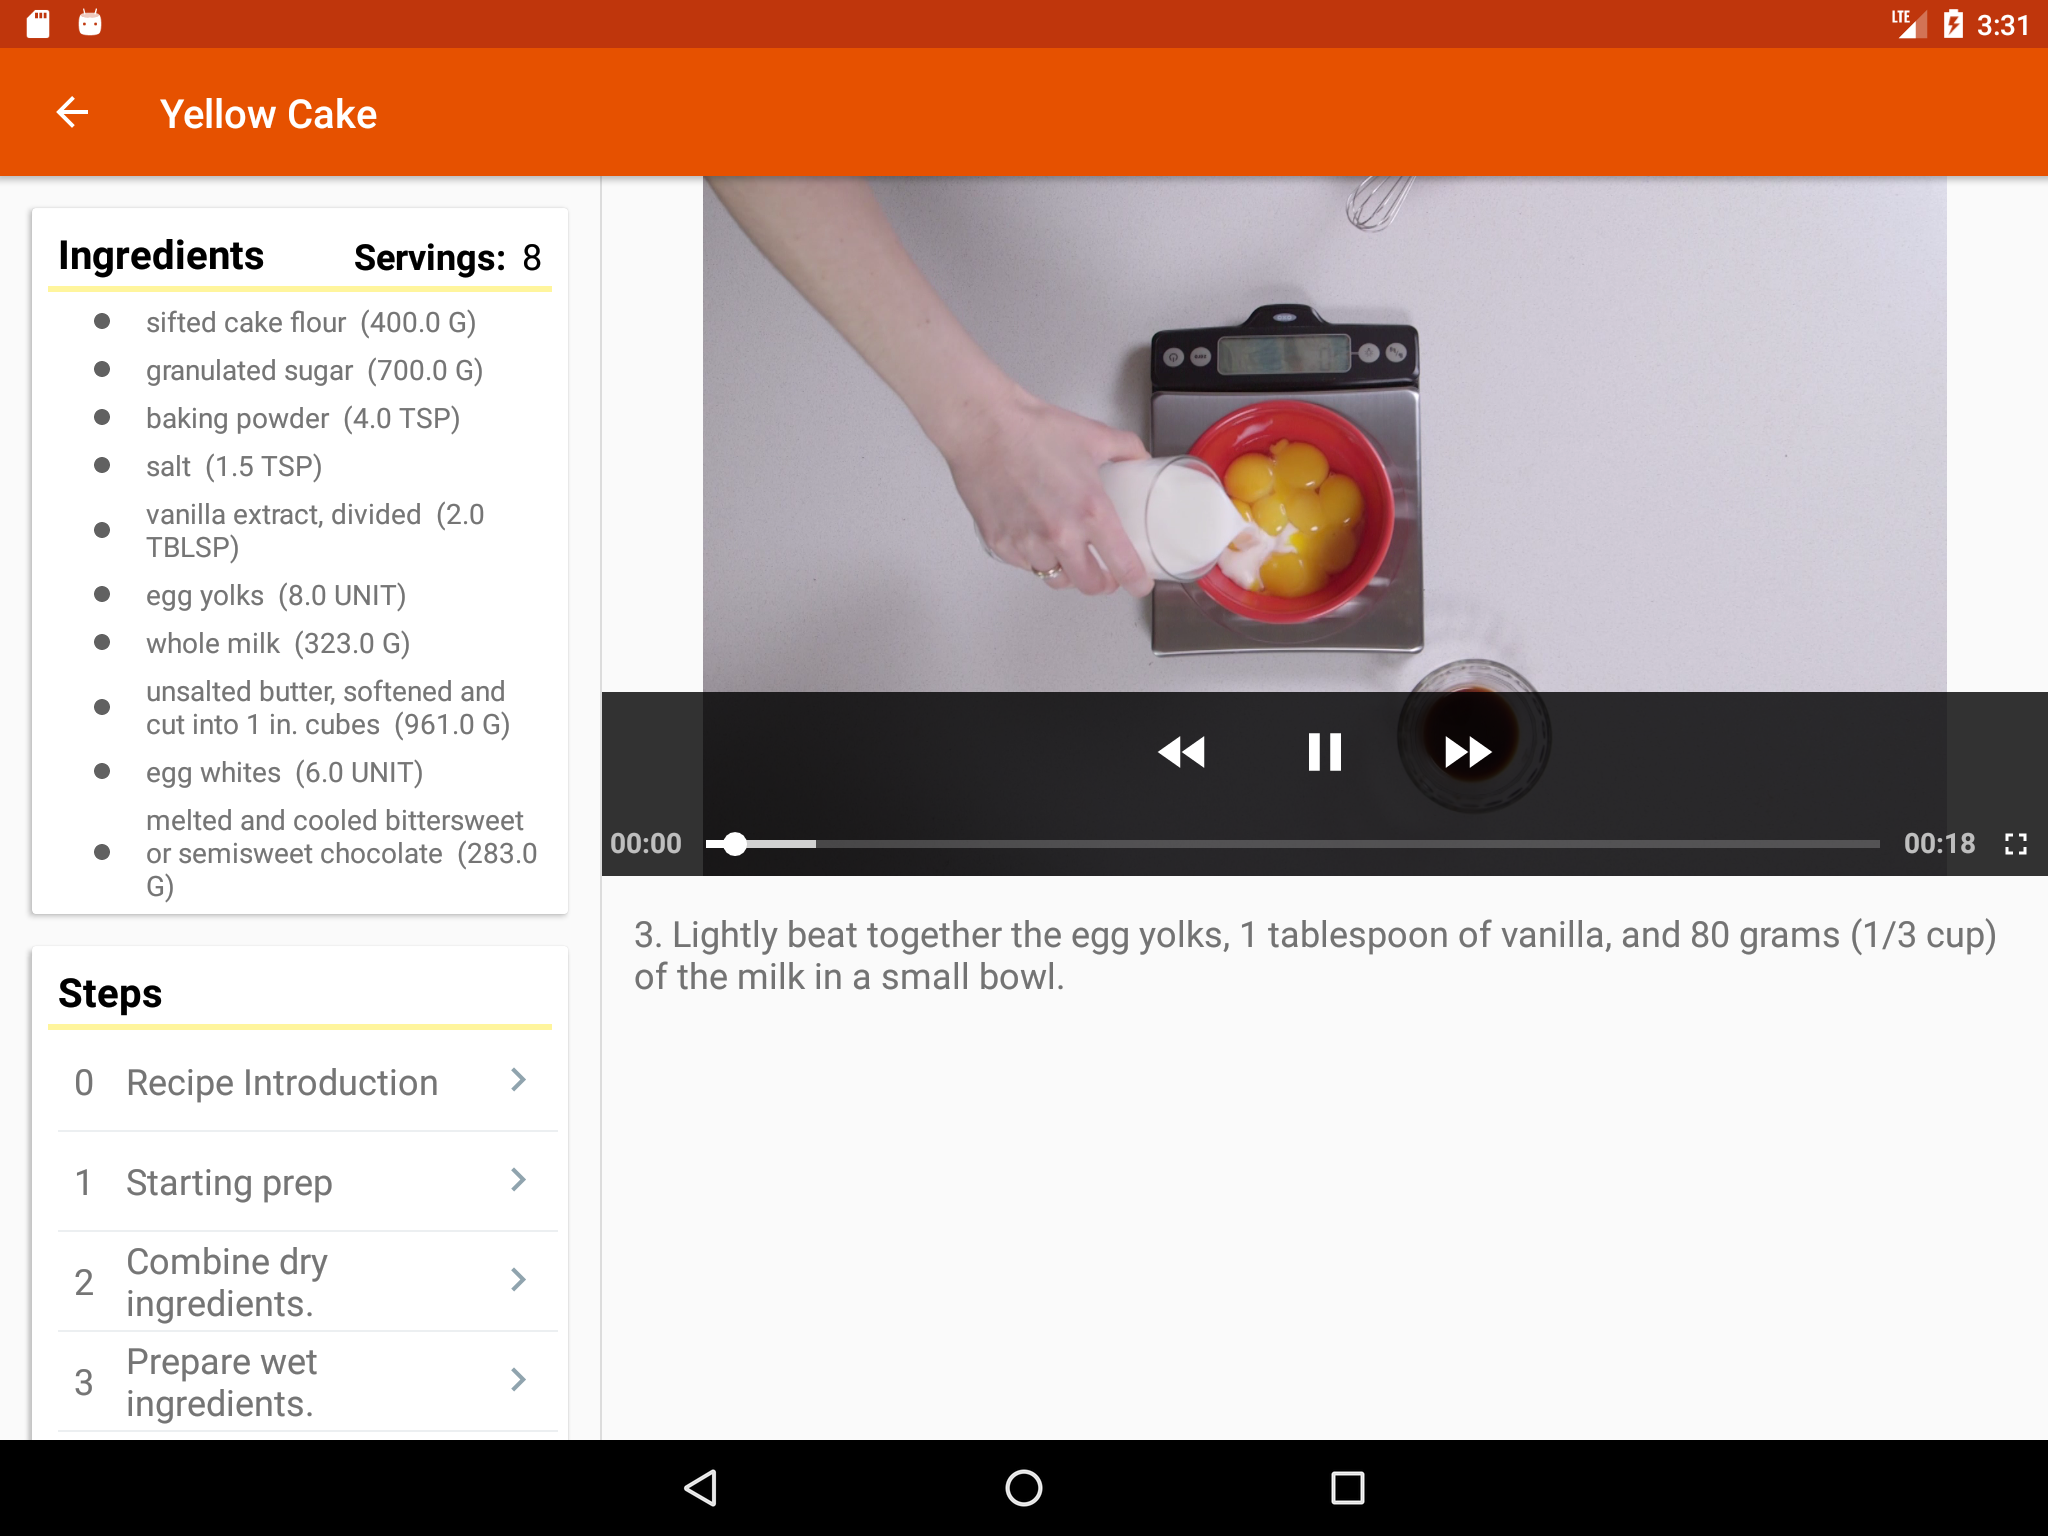 LTE 3:31
Yellow Cake
Ingredients Servings: 8
sifted cake flour (400.0 G)
granulated sugar (700.0 G)
baking powder (4.0 TSP)
salt (1.5 TSP)
vanilla extract, divided (2.0
TBLSP)
egg yolks (8.0 UNIT)
whole milk (323.0 G)
unsalted butter, softened and
cut into 1 in. cubes (961.0 G)
egg whites (6.0 UNIT)
melted and cooled bittersweet
or semisweet chocolate (283.0
G)
Steps
0 Recipe Introduction
1 Starting prep
2 Combine dry
ingredients.
3 Prepare wet
ingredients.
00:00 00:18
3. Lightly beat together the egg yolks, 1 tablespoon of vanilla, and 80 grams (1/3 cup)
of the milk in a small bowl.